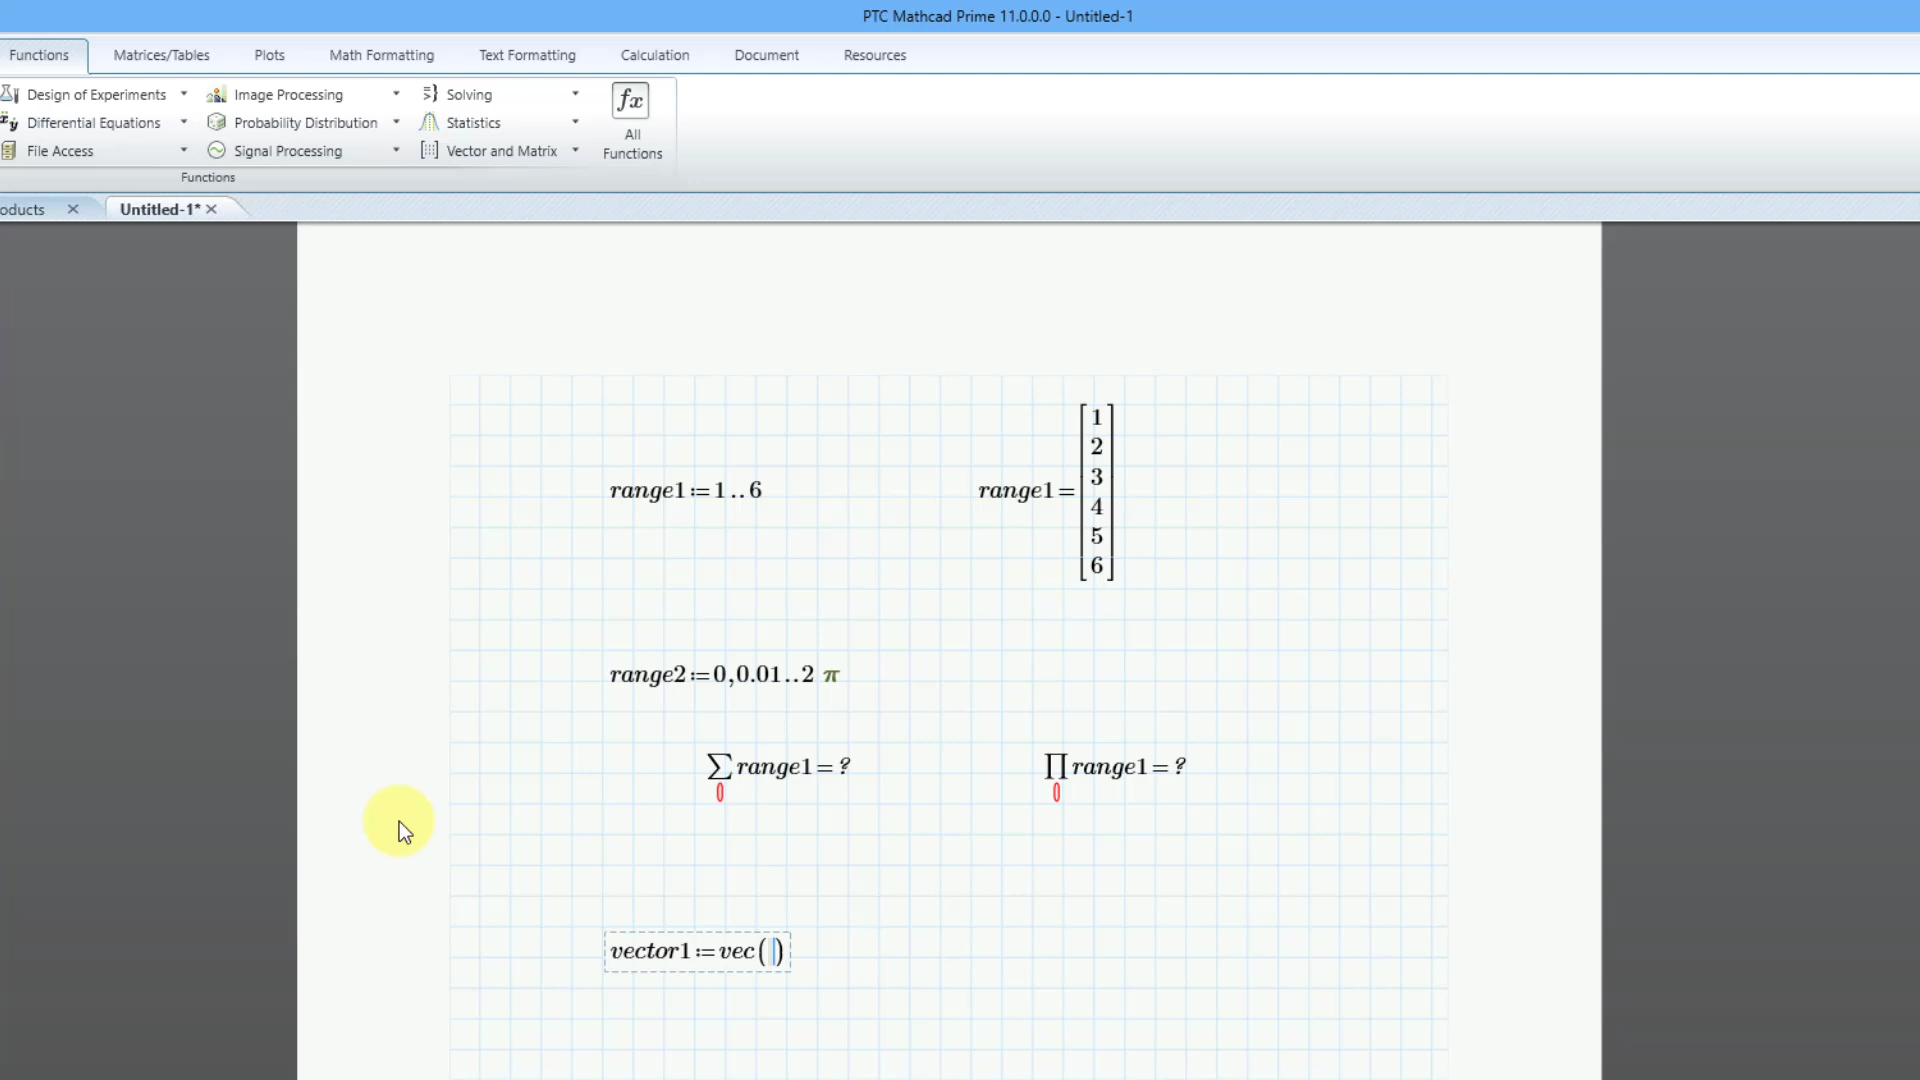 PTC Mathcad Prime 11.0.0.0 - Untitled-1
Functions Matrices/Tables Plots Math Formatting Text Formatting Calculation Document Resources
Design of Experiments Image Processing Solving
Differential Equations Probability Distribution Statistics
File Access Signal Processing Vector and Matrix
fx
All
Functions
Functions
oducts Untitled-1*
range1:=1..6
range1=[1
2
3
4
5
6]
range2:=0,0.01..2 π
∑range1=?
∏range1=?
vector1:=vec()